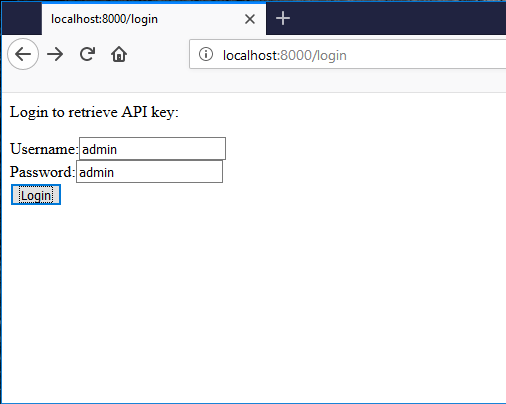 localhost:8000/login
localhost:8000/login
Login to retrieve API key:
Username: admin
Password: admin
Login